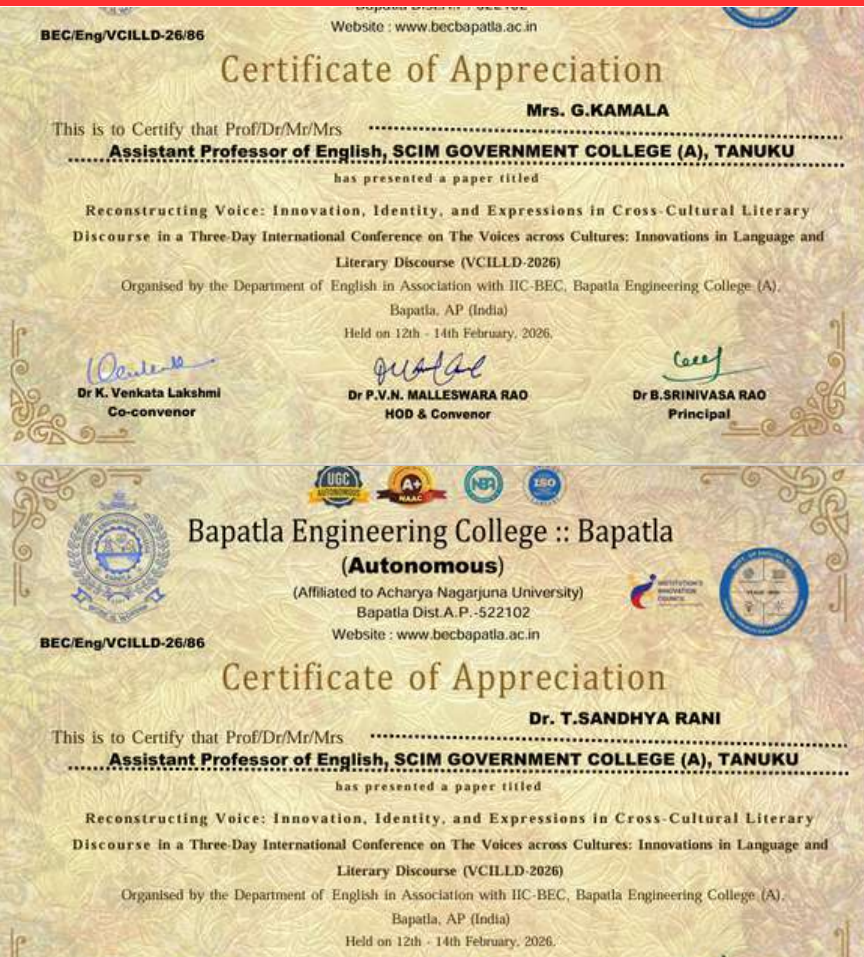 Website : www.becbapatla.ac.in
BEC/Eng/VCILLD-26/86
Certificate of Appreciation
Mrs. G.KAMALA
This is to Certify that Prof/Dr/Mr/Mrs
Assistant Professor of English, SCIM GOVERNMENT COLLEGE (A), TANUKU
has presented a paper titled
Reconstructing Voice: Innovation, Identity, and Expressions in Cross-Cultural Literary
Discourse in a Three-Day International Conference on The Voices across Cultures: Innovations in Language and
Literary Discourse (VCILLD-2026)
Organised by the Department of English in Association with IIC-BEC, Bapatla Engineering College (A),
Bapatla, AP (India)
Held on 12th - 14th February, 2026.
Dr K. Venkata Lakshmi
Co-convenor
Dr P.V.N. MALLESWARA RAO
HOD & Convenor
Dr B.SRINIVASA RAO
Principal
UGC
AUTONOMOUS
A+
NAAC
NBA
ISO
Bapatla Engineering College :: Bapatla
(Autonomous)
(Affiliated to Acharya Nagarjuna University)
Bapatla Dist.A.P.-522102
Website : www.becbapatla.ac.in
INSTITUTION'S
INNOVATION
COUNCIL
BEC/Eng/VCILLD-26/86
Certificate of Appreciation
Dr. T.SANDHYA RANI
This is to Certify that Prof/Dr/Mr/Mrs
Assistant Professor of English, SCIM GOVERNMENT COLLEGE (A), TANUKU
has presented a paper titled
Reconstructing Voice: Innovation, Identity, and Expressions in Cross-Cultural Literary
Discourse in a Three-Day International Conference on The Voices across Cultures: Innovations in Language and
Literary Discourse (VCILLD-2026)
Organised by the Department of English in Association with IIC-BEC, Bapatla Engineering College (A),
Bapatla, AP (India)
Held on 12th - 14th February, 2026.